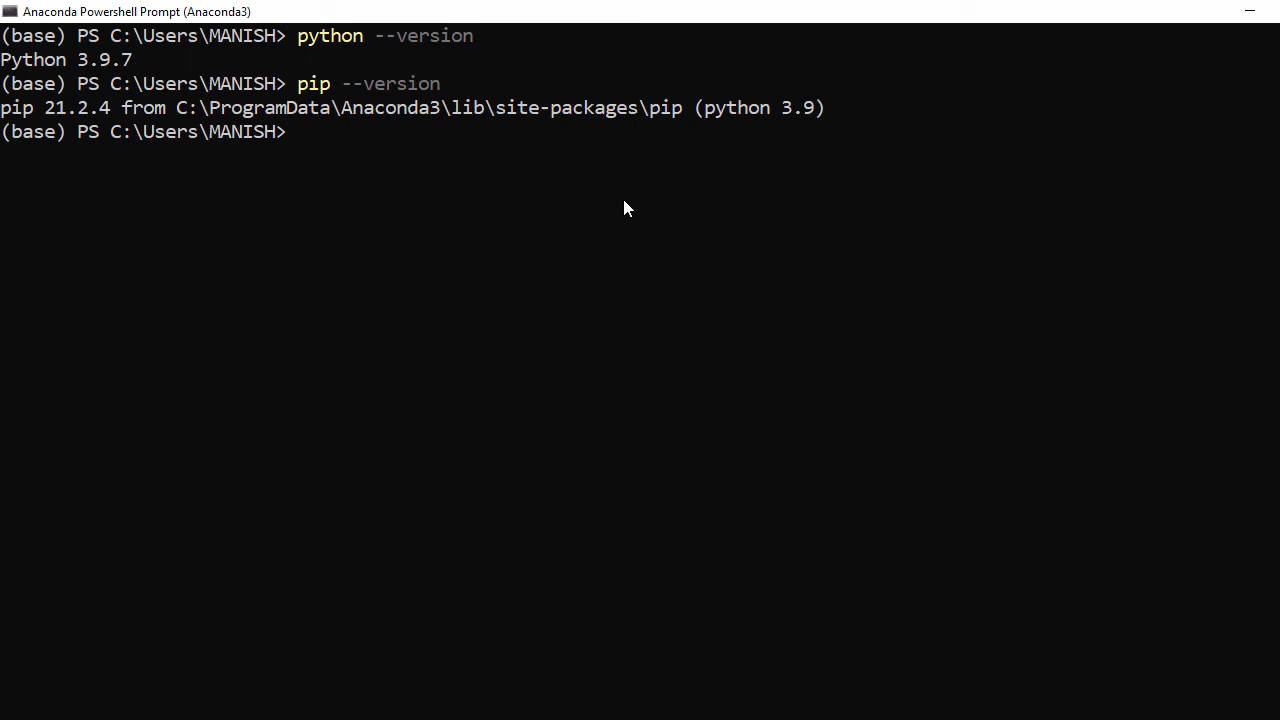 Anaconda Powershell Prompt (Anaconda3)
(base) PS C:\Users\MANISH> python --version
Python 3.9.7
(base) PS C:\Users\MANISH> pip --version
pip 21.2.4 from C:\ProgramData\Anaconda3\lib\site-packages\pip (python 3.9)
(base) PS C:\Users\MANISH>